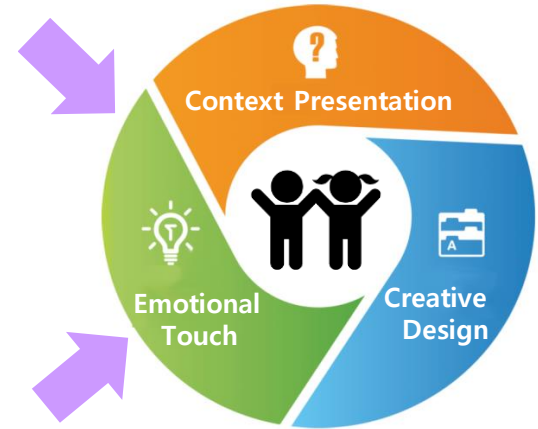 ?
Context Presentation
A
Emotional
Touch
Creative
Design